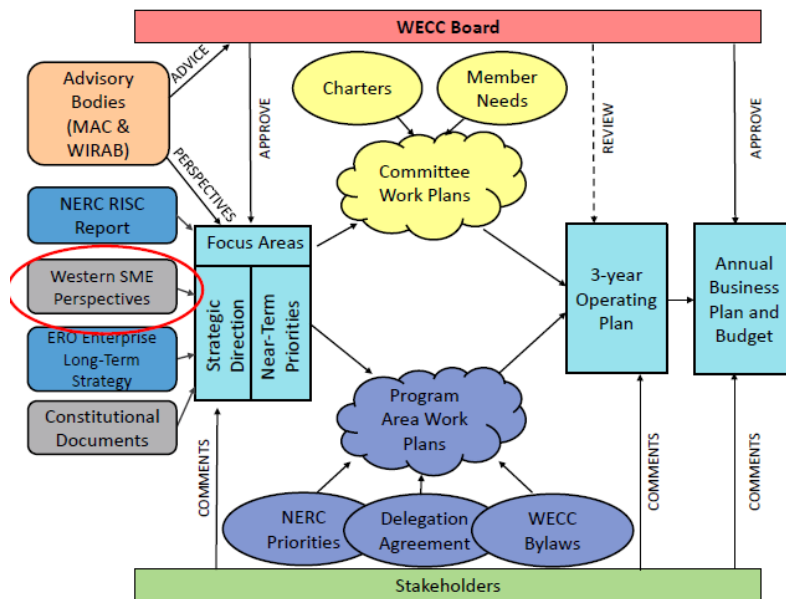 WECC Board
Advisory
Bodies
(MAC &
WIRAB)
ADVICE
PERSPECTIVES
APPROVE
Charters
Member
Needs
REVIEW
APPROVE
Committee
Work Plans
NERC RISC
Report
Western SME
Perspectives
ERO Enterprise
Long-Term
Strategy
Constitutional
Documents
Focus Areas
Strategic
Direction
Near-Term
Priorities
3-year
Operating
Plan
Annual
Business
Plan and
Budget
Program
Area Work
Plans
COMMENTS
NERC
Priorities
Delegation
Agreement
WECC
Bylaws
COMMENTS
COMMENTS
Stakeholders